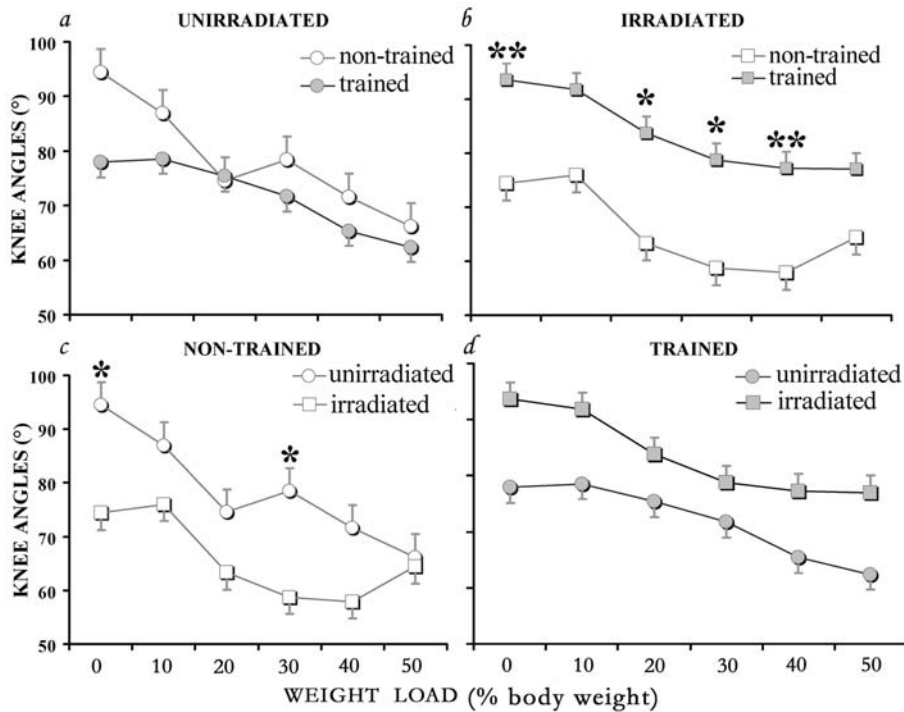 a UNIRRADIATED
100
90
80
70
60
50
KNEE ANGLES (°)
non-trained
trained
b IRRADIATED
non-trained
trained
** * * **
c NON-TRAINED
100
90
80
70
60
50
KNEE ANGLES (°)
unirradiated
irradiated
* *
0 10 20 30 40 50
d TRAINED
unirradiated
irradiated
0 10 20 30 40 50
WEIGHT LOAD (% body weight)